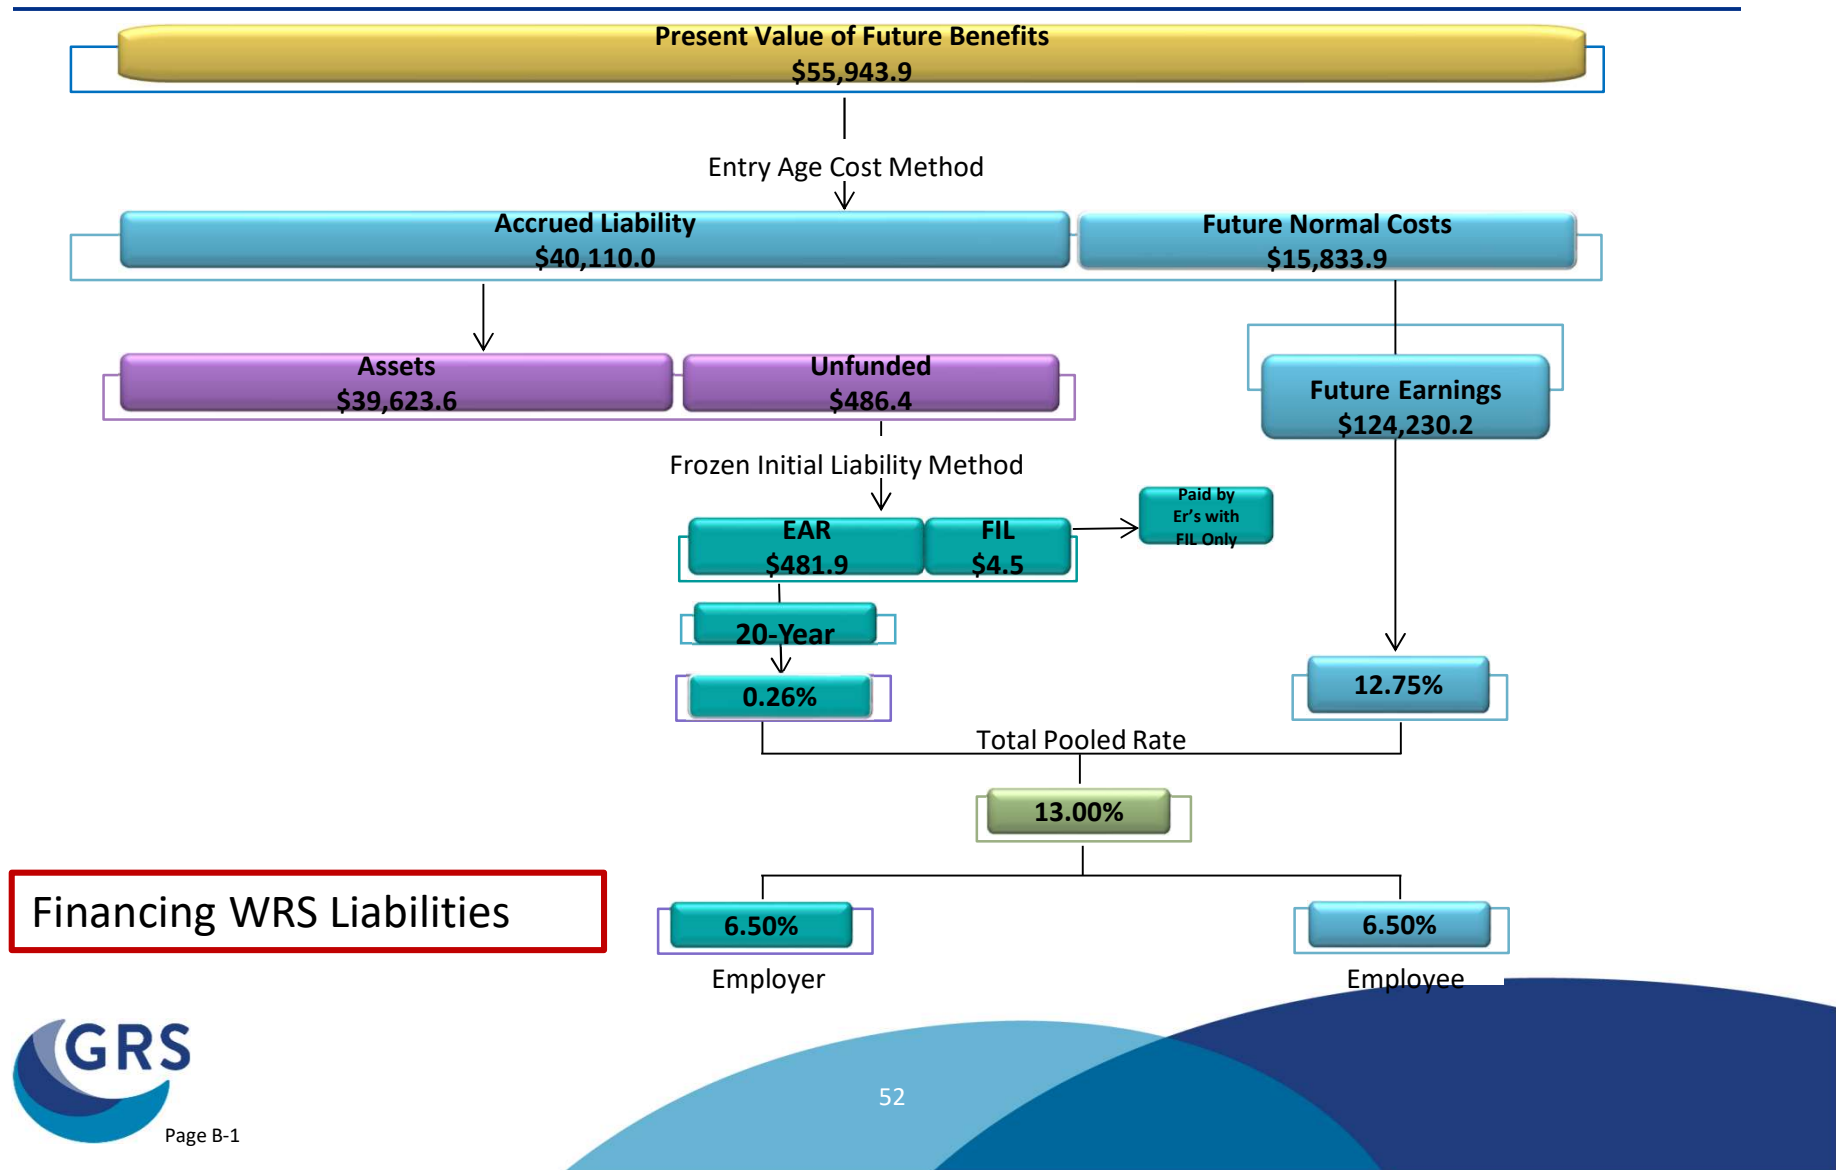 Present Value of Future Benefits
$55,943.9
Entry Age Cost Method
Accrued Liability
$40,110.0
Future Normal Costs
$15,833.9
Assets
$39,623.6
Unfunded
$486.4
Future Earnings
$124,230.2
Frozen Initial Liability Method
EAR
$481.9
FIL
$4.5
Paid by
Er's with
FIL Only
20-Year
0.26%
12.75%
Total Pooled Rate
13.00%
Financing WRS Liabilities
6.50%
6.50%
Employer
Employee
GRS
52
Page B-1